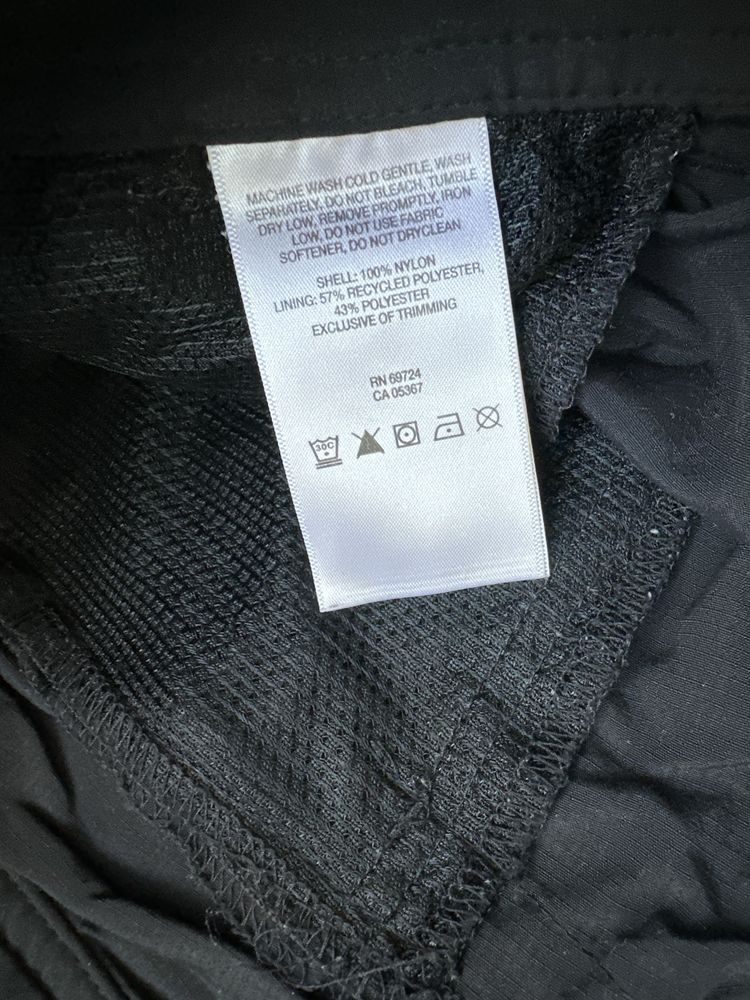 MACHINE WASH COLD GENTLE, WASH
SEPARATELY, DO NOT BLEACH, TUMBLE
DRY LOW, REMOVE PROMPTLY, IRON
LOW, DO NOT USE FABRIC
SOFTENER, DO NOT DRYCLEAN
SHELL: 100% NYLON
LINING: 57% RECYCLED POLYESTER,
43% POLYESTER
EXCLUSIVE OF TRIMMING
RN 69724
CA 05367
30C